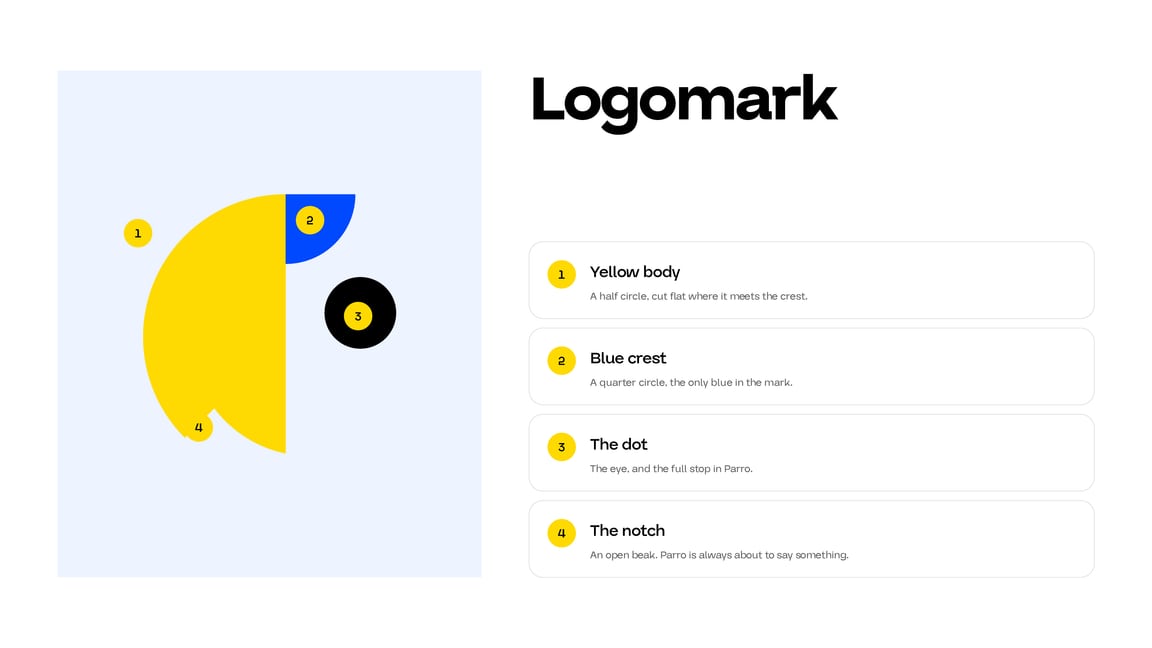 Logomark
1
2
3
4
1
Yellow body
A half circle, cut flat where it meets the crest.
2
Blue crest
A quarter circle, the only blue in the mark.
3
The dot
The eye, and the full stop in Parro.
4
The notch
An open beak. Parro is always about to say something.